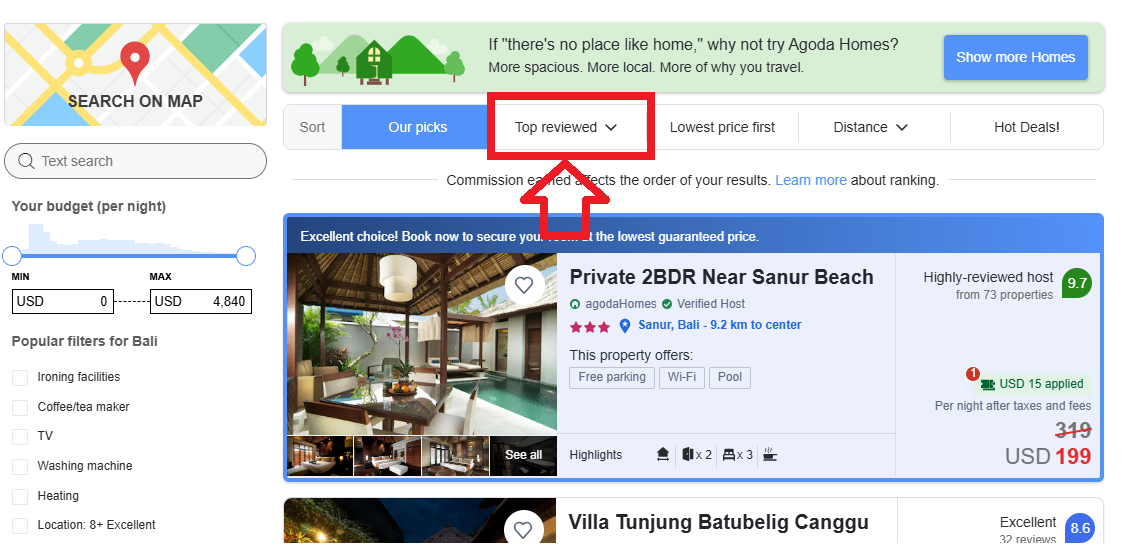 SEARCH ON MAP
Text search
Your budget (per night)
MIN
MAX
USD 0
USD 4,840
Popular filters for Bali
Ironing facilities
Coffee/tea maker
TV
Washing machine
Heating
Location: 8+ Excellent
If "there's no place like home," why not try Agoda Homes?
More spacious. More local. More of why you travel.
Show more Homes
Sort
Our picks
Top reviewed
Lowest price first
Distance
Hot Deals!
Commission earned affects the order of your results. Learn more about ranking.
Excellent choice! Book now to secure your room at the lowest guaranteed price.
Private 2BDR Near Sanur Beach
agodaHomes Verified Host
Sanur, Bali - 9.2 km to center
This property offers:
Free parking
Wi-Fi
Pool
See all
Highlights
x 2
x 3
Highly-reviewed host
from 73 properties
9.7
1
USD 15 applied
Per night after taxes and fees
319
USD 199
Villa Tunjung Batubelig Canggu
Excellent
32 reviews
8.6